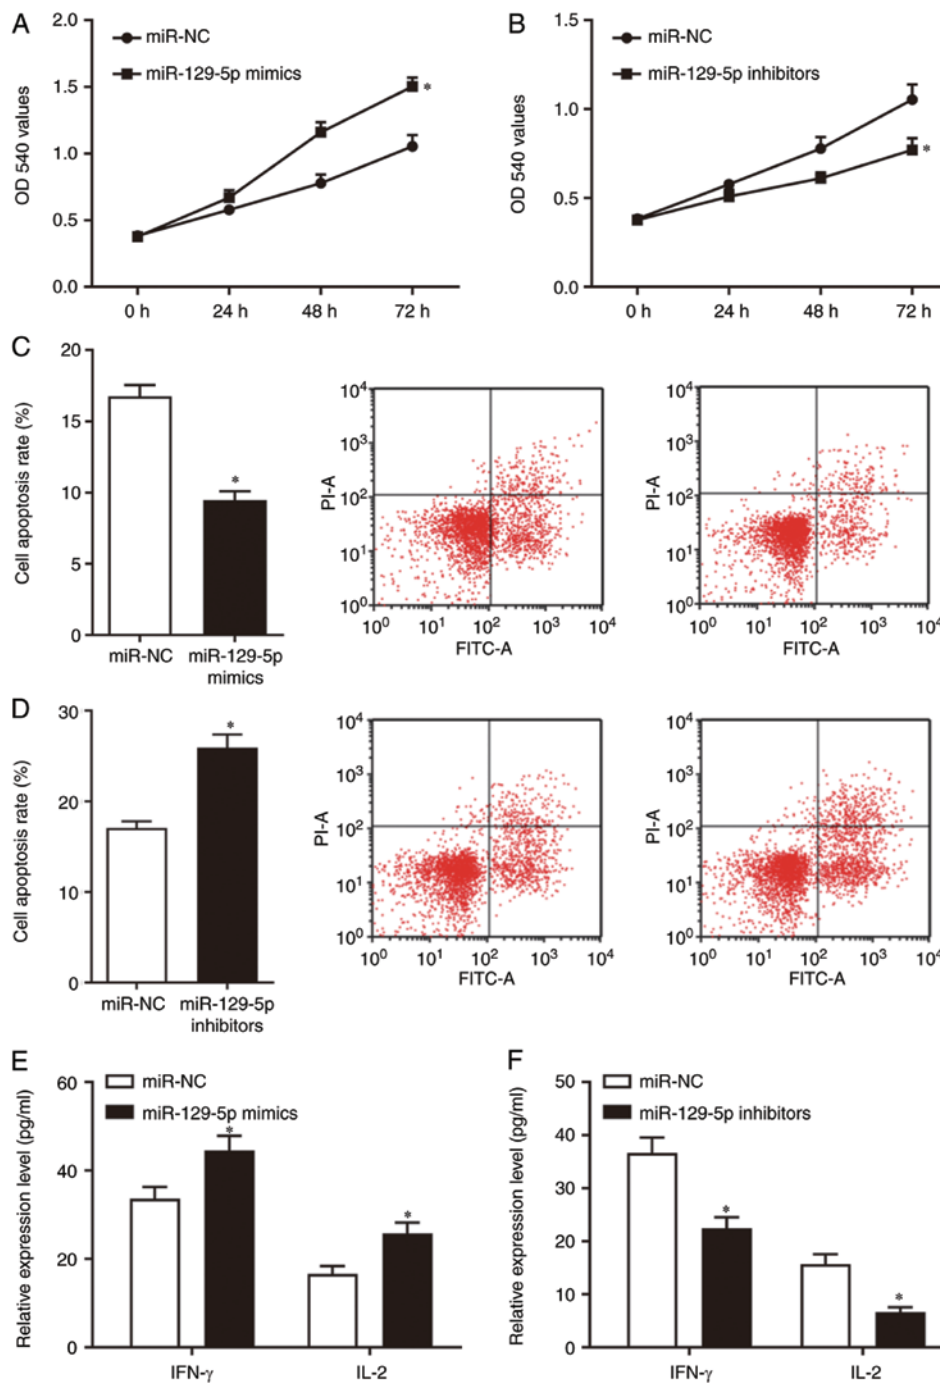 A
B
2.0
1.5
1.0
0.5
0.0
OD 540 values
miR-NC
miR-129-5p mimics
*
0 h 24 h 48 h 72 h
1.5
1.0
0.5
0.0
OD 540 values
miR-NC
miR-129-5p inhibitors
*
0 h 24 h 48 h 72 h
C
20
15
10
5
0
Cell apoptosis rate (%)
*
miR-NC miR-129-5p
mimics
10⁴
10³
10²
10¹
10⁰
PI-A
10⁰ 10¹ 10² 10³ 10⁴
FITC-A
10⁴
10³
10²
10¹
10⁰
PI-A
10⁰ 10¹ 10² 10³ 10⁴
FITC-A
D
30
20
10
0
Cell apoptosis rate (%)
*
miR-NC miR-129-5p
inhibitors
10⁴
10³
10²
10¹
10⁰
PI-A
10⁰ 10¹ 10² 10³ 10⁴
FITC-A
10⁴
10³
10²
10¹
10⁰
PI-A
10⁰ 10¹ 10² 10³ 10⁴
FITC-A
E
60
40
20
0
Relative expression level (pg/ml)
miR-NC
miR-129-5p mimics
*
*
IFN-γ IL-2
F
50
40
30
20
10
0
Relative expression level (pg/ml)
miR-NC
miR-129-5p inhibitors
*
*
IFN-γ IL-2